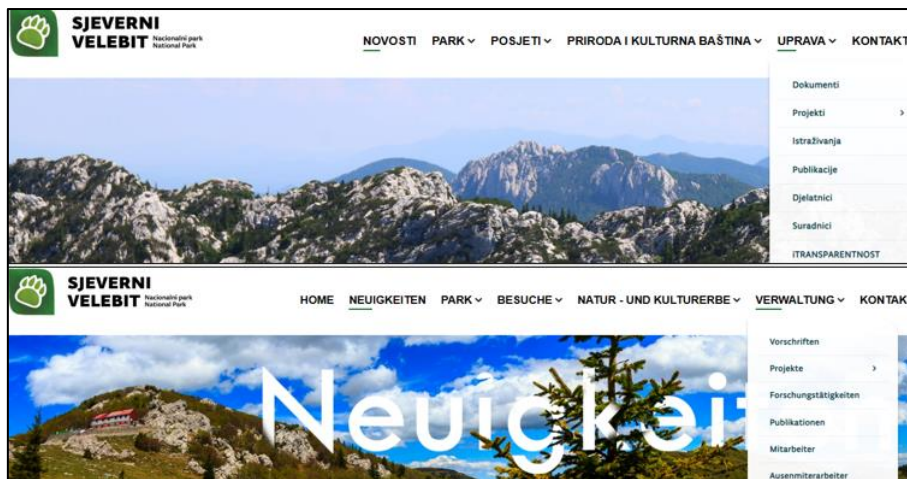 SJEVERNI
VELEBIT Nacionalni park
National Park
NOVOSTI PARK POSJETI PRIRODA I KULTURNA BAŠTINA UPRAVA KONTAKT
Dokumenti
Projekti
Istraživanja
Publikacije
Djelatnici
Suradnici
iTRANSPARENTNOST
SJEVERNI
VELEBIT Nacionalni park
National Park
HOME NEUIGKEITEN PARK BESUCHE NATUR - UND KULTURERBE VERWALTUNG KONTAK
Neuigkeiten
Vorschriften
Projekte
Forschungstätigkeiten
Publikationen
Mitarbeiter
Ausenmiterarbeiter